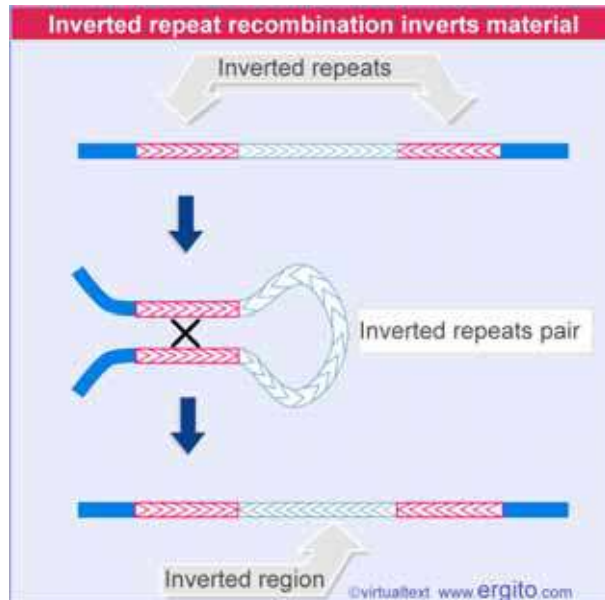 Inverted repeat recombination inverts material
Inverted repeats
Inverted repeats pair
Inverted region
©virtualtext www.ergito.com